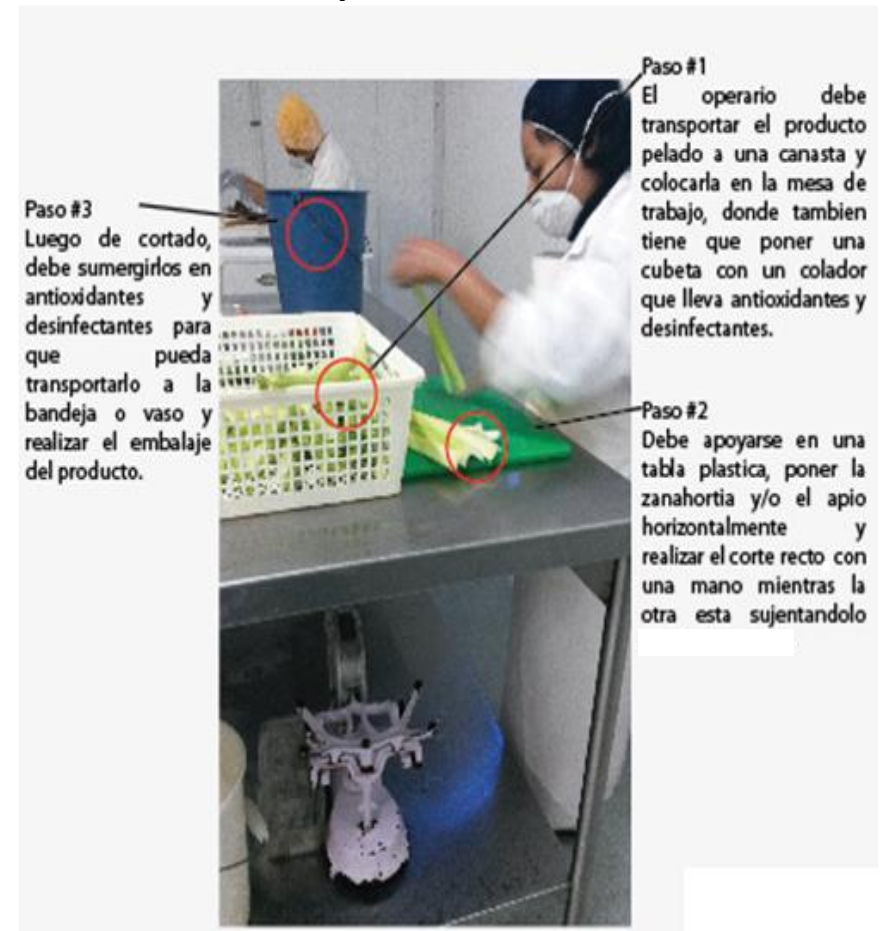 Paso #1
El operario debe
transportar el producto
pelado a una canasta y
colocarla en la mesa de
trabajo, donde tambien
tiene que poner una
cubeta con un colador
que lleva antioxidantes y
desinfectantes.
Paso #2
Debe apoyarse en una
tabla plastica, poner la
zanahortia y/o el apio
horizontalmente y
realizar el corte recto con
una mano mientras la
otra esta sujentandolo
Paso #3
Luego de cortado,
debe sumergirlos en
antioxidantes y
desinfectantes para
que pueda
transportarlo a la
bandeja o vaso y
realizar el embalaje
del producto.